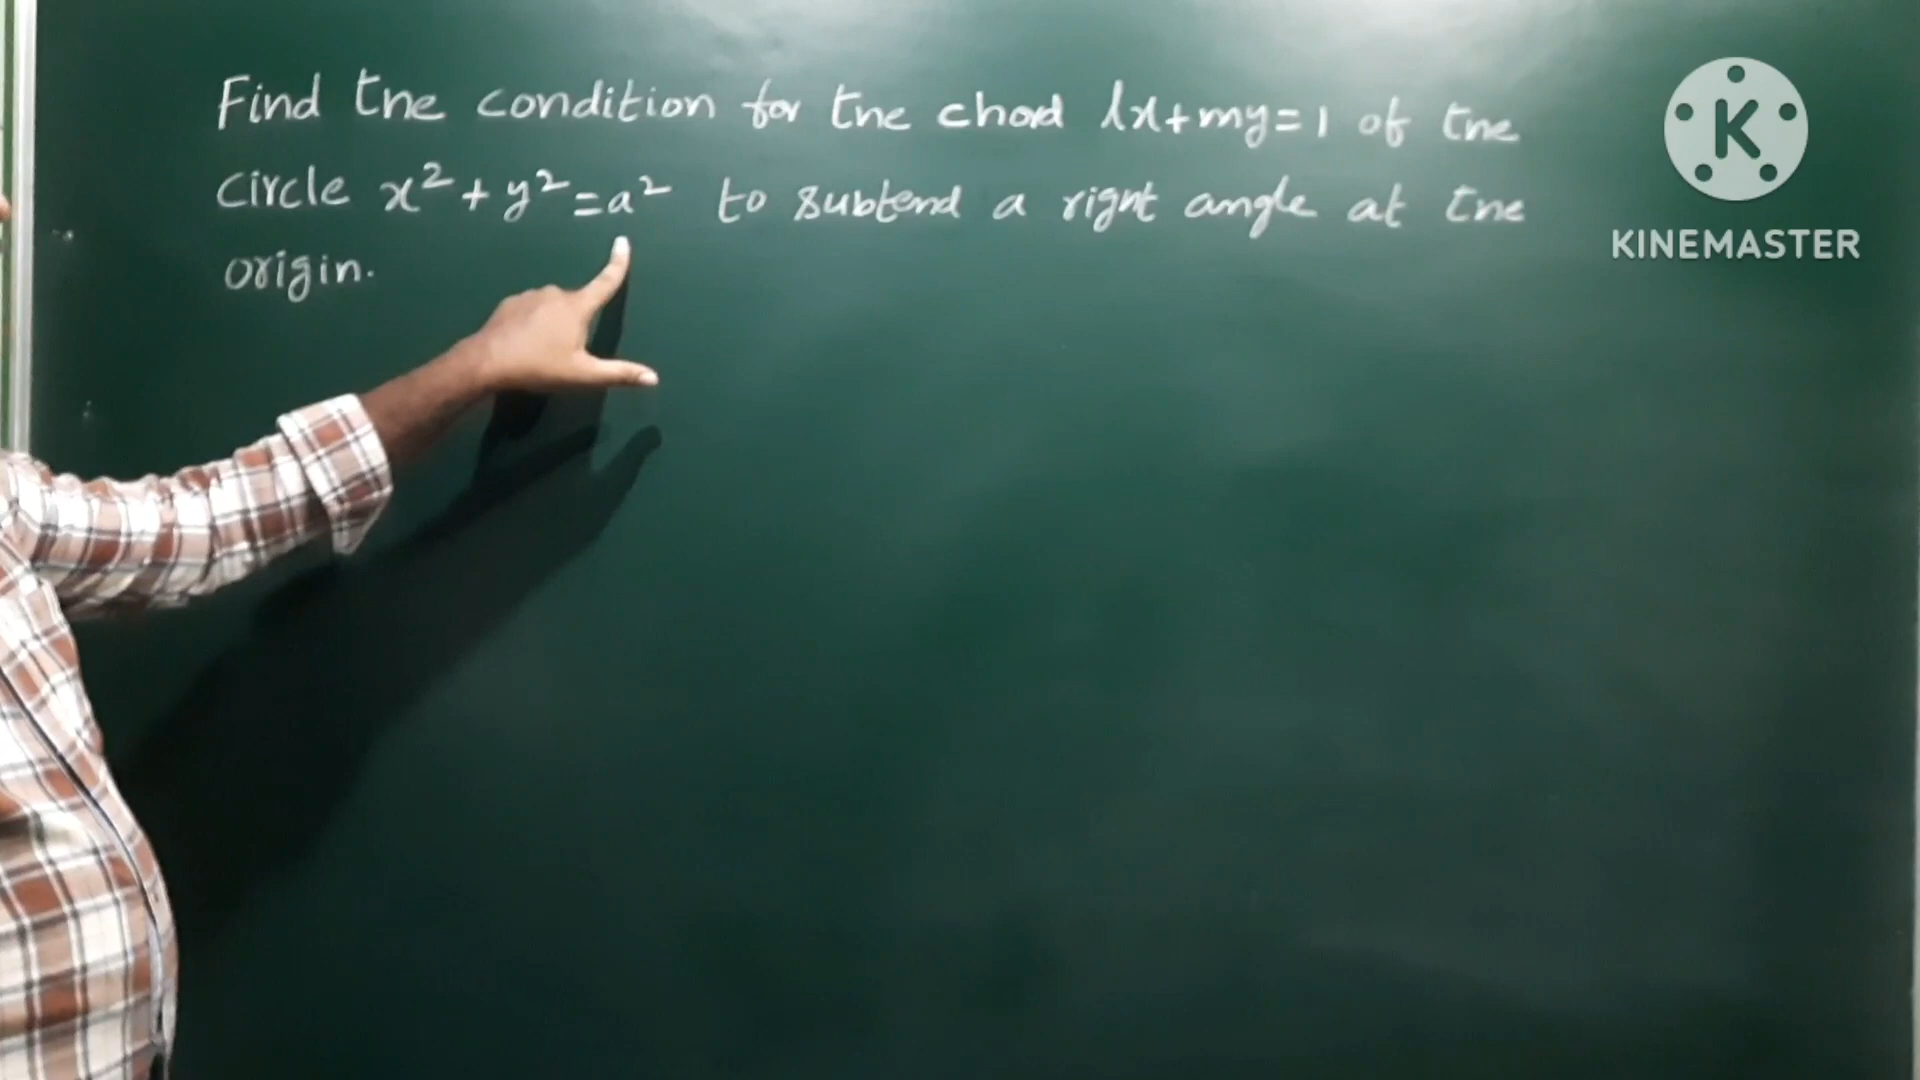 Find the condition for the chord lx+my=1 of the
circle x²+y²=a² to subtend a right angle at the
origin.
K
KINEMASTER